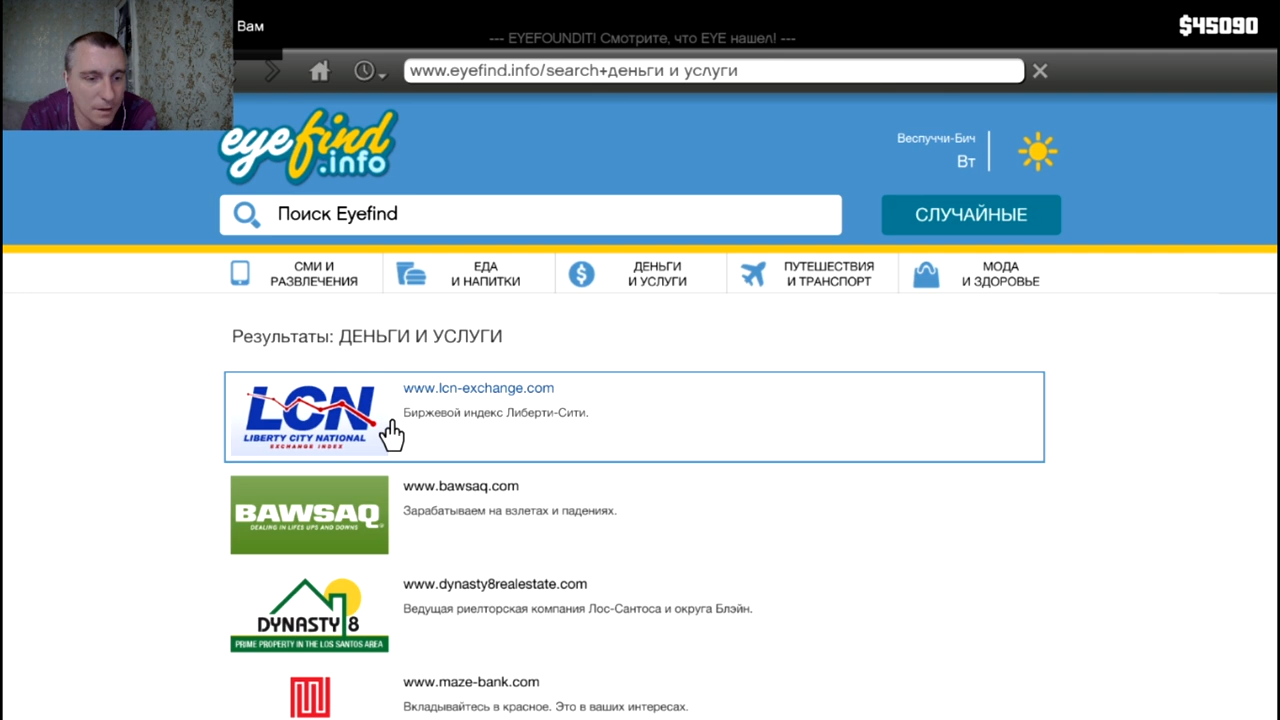 Вам
--- EYEFOUNDIT! Смотрите, что EYE нашел! ---
$45090
www.eyefind.info/search+деньги и услуги
eyefind
.info
Веспуччи-Бич
Вт
Поиск Eyefind
СЛУЧАЙНЫЕ
СМИ И
РАЗВЛЕЧЕНИЯ
ЕДА
И НАПИТКИ
ДЕНЬГИ
И УСЛУГИ
ПУТЕШЕСТВИЯ
И ТРАНСПОРТ
МОДА
И ЗДОРОВЬЕ
Результаты: ДЕНЬГИ И УСЛУГИ
LCN
LIBERTY CITY NATIONAL
EXCHANGE INDEX
www.lcn-exchange.com
Биржевой индекс Либерти-Сити.
BAWSAQ
DEALING IN LIFES UPS AND DOWNS
www.bawsaq.com
Зарабатываем на взлетах и падениях.
DYNASTY 8
PRIME PROPERTY IN THE LOS SANTOS AREA
www.dynasty8realestate.com
Ведущая риелторская компания Лос-Сантоса и округа Блэйн.
www.maze-bank.com
Вкладывайтесь в красное. Это в ваших интересах.